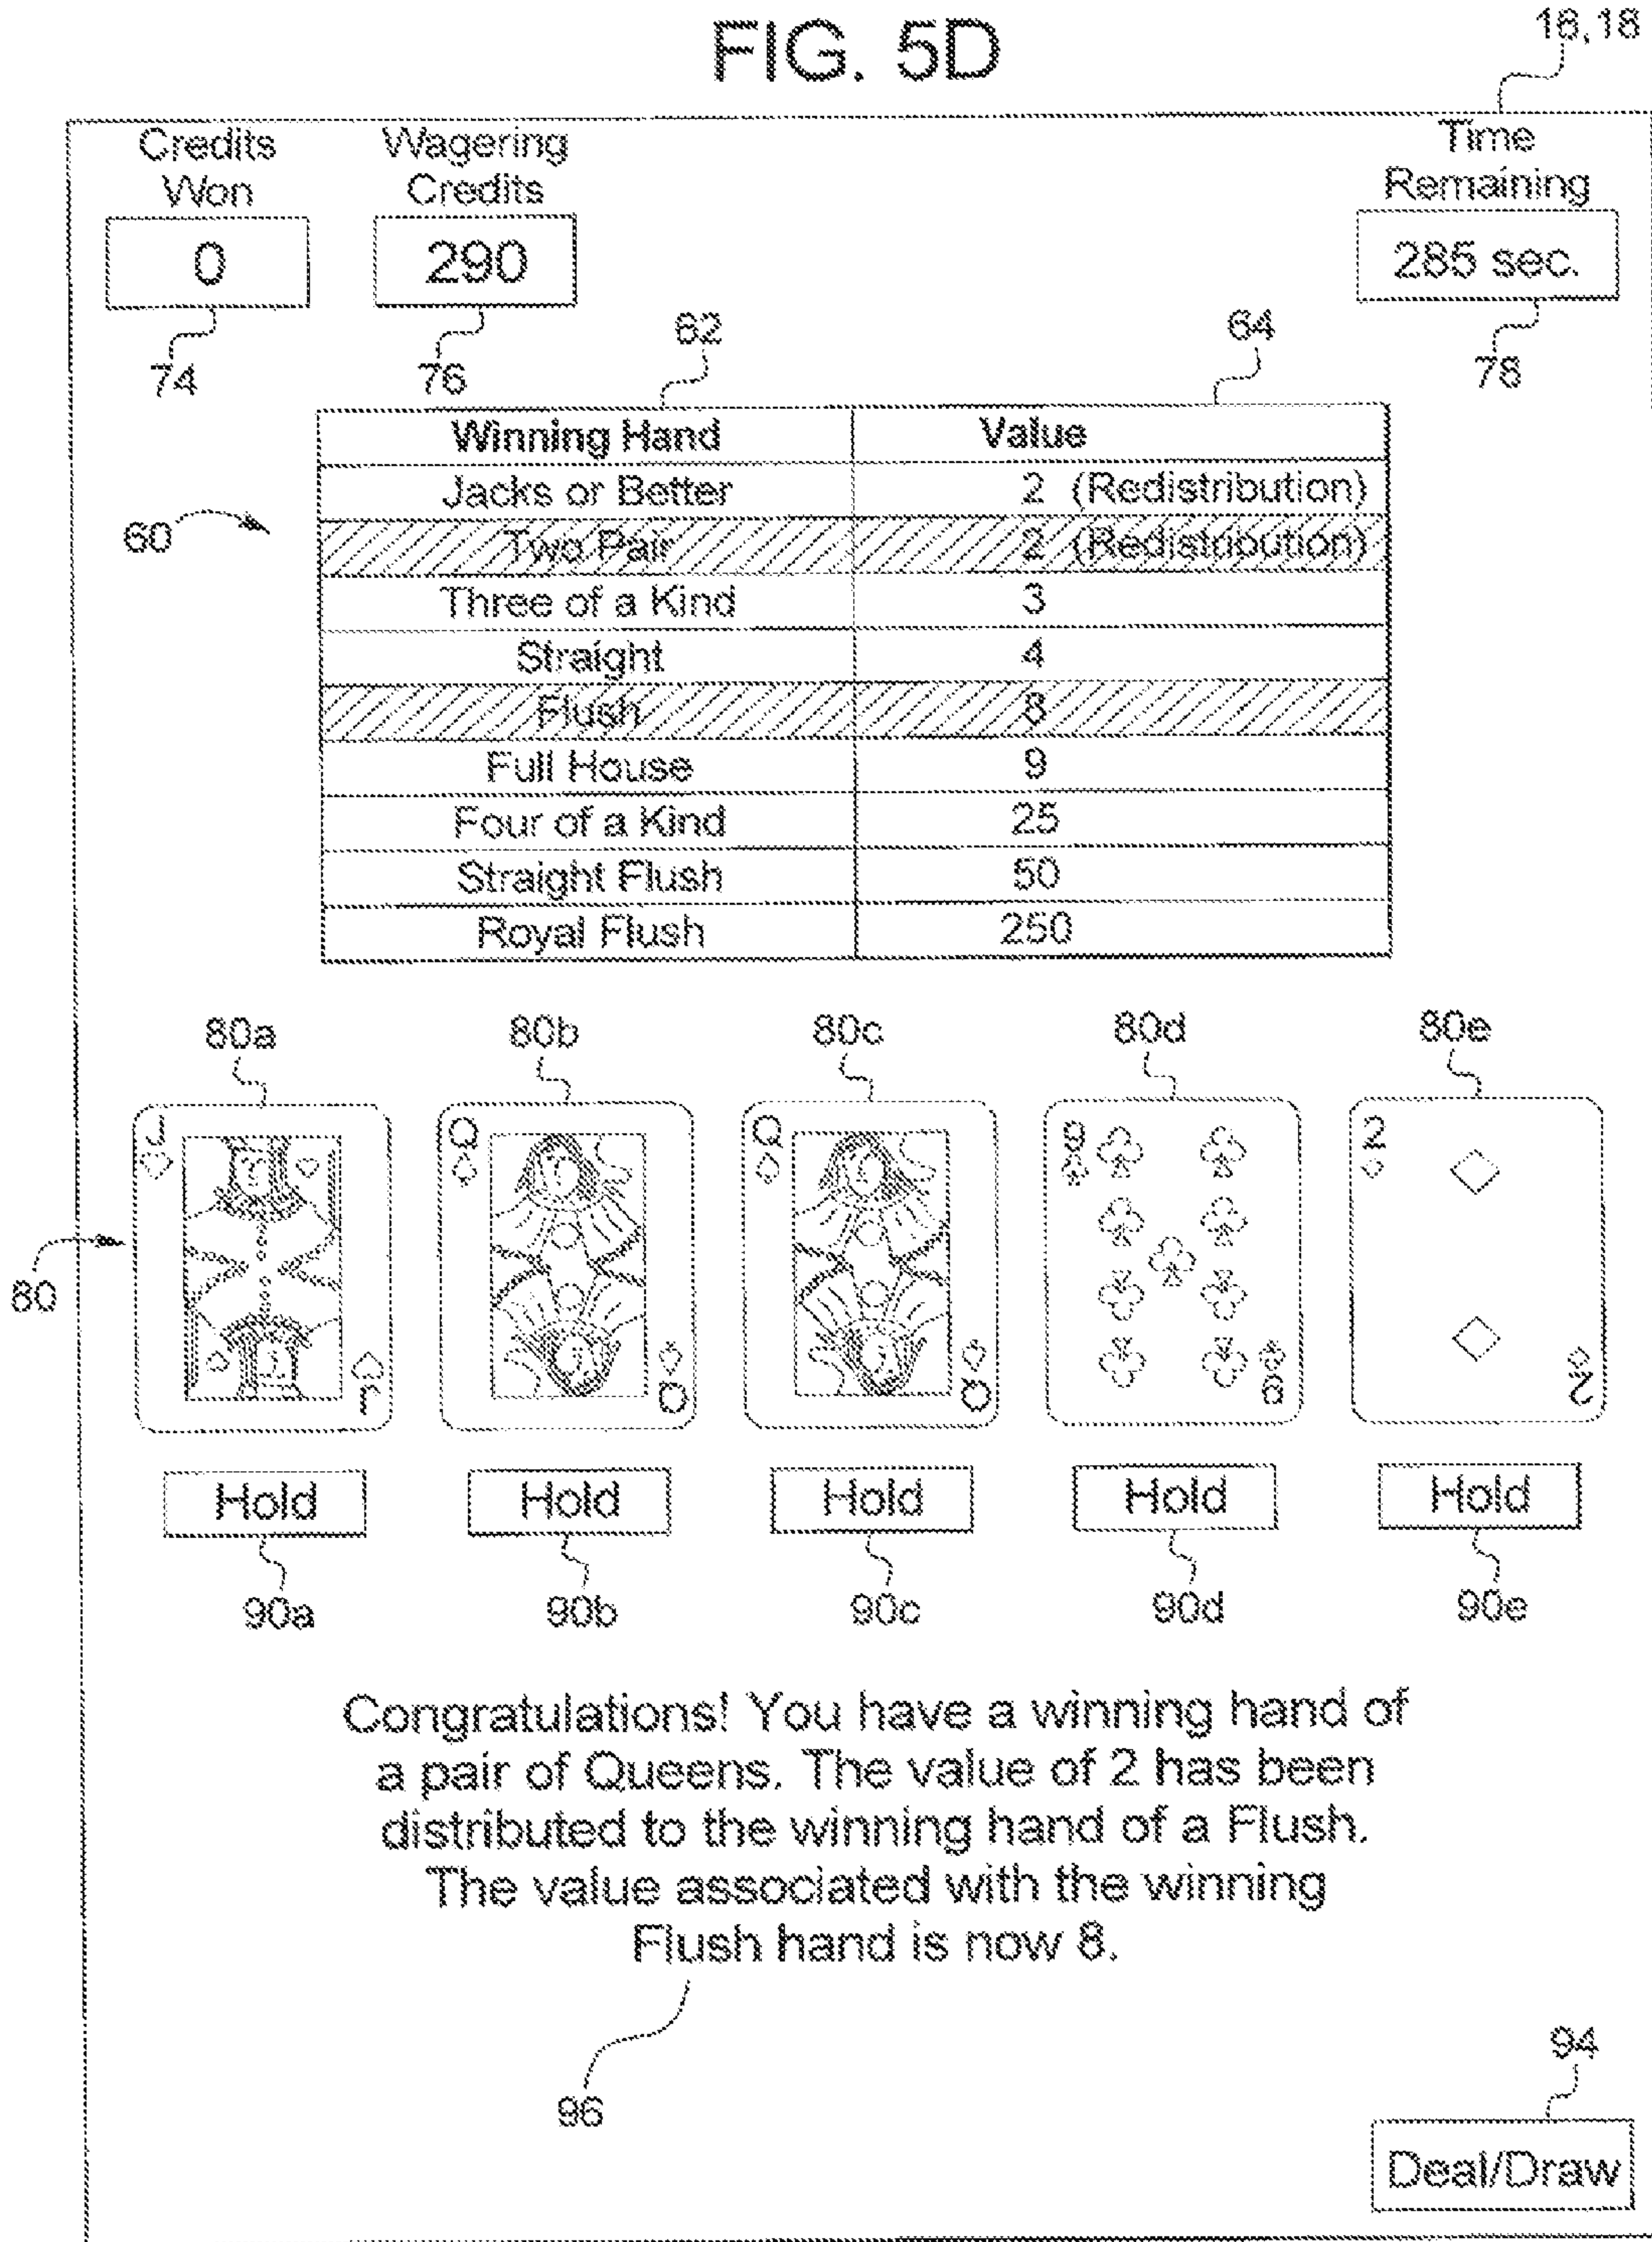 FIG. 5D
16,18
Credits Won
0
Wagering Credits
290
Time Remaining
285 sec.
74
76
62
64
78
60
Winning Hand Value
Jacks or Better 2 (Redistribution)
Two Pair 2 (Redistribution)
Three of a Kind 3
Straight 4
Flush 8
Full House 9
Four of a Kind 25
Straight Flush 50
Royal Flush 250
80a 80b 80c 80d 80e
J Q Q 9 2
80
J Q Q 9 2
Hold Hold Hold Hold Hold
90a 90b 90c 90d 90e
Congratulations! You have a winning hand of
a pair of Queens. The value of 2 has been
distributed to the winning hand of a Flush.
The value associated with the winning
Flush hand is now 8.
96
94
Deal/Draw